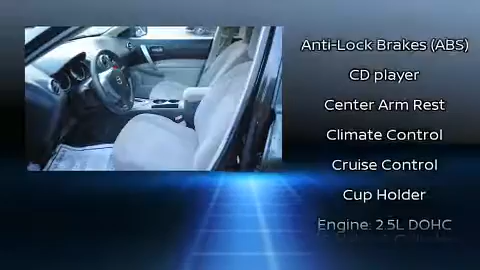 Anti-Lock Brakes (ABS)
CD player
Center Arm Rest
Climate Control
Cruise Control
Cup Holder
Engine: 2.5L DOHC